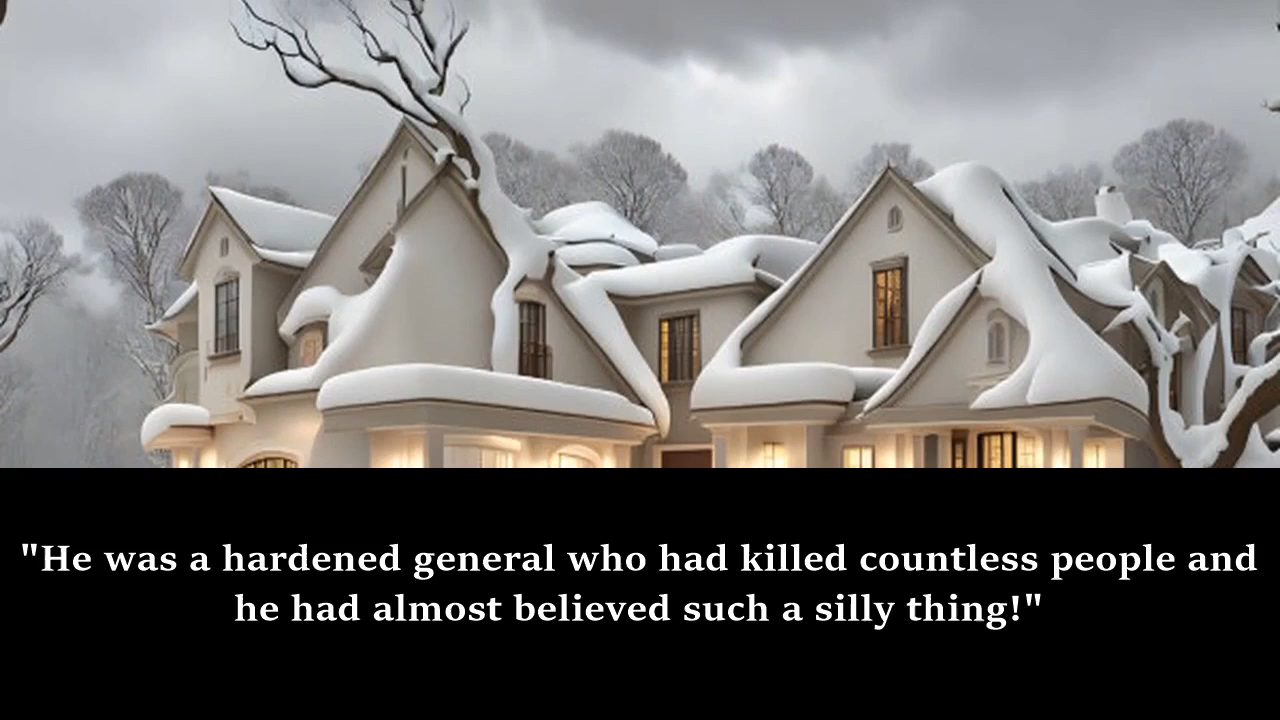 "He was a hardened general who had killed countless people and
he had almost believed such a silly thing!"